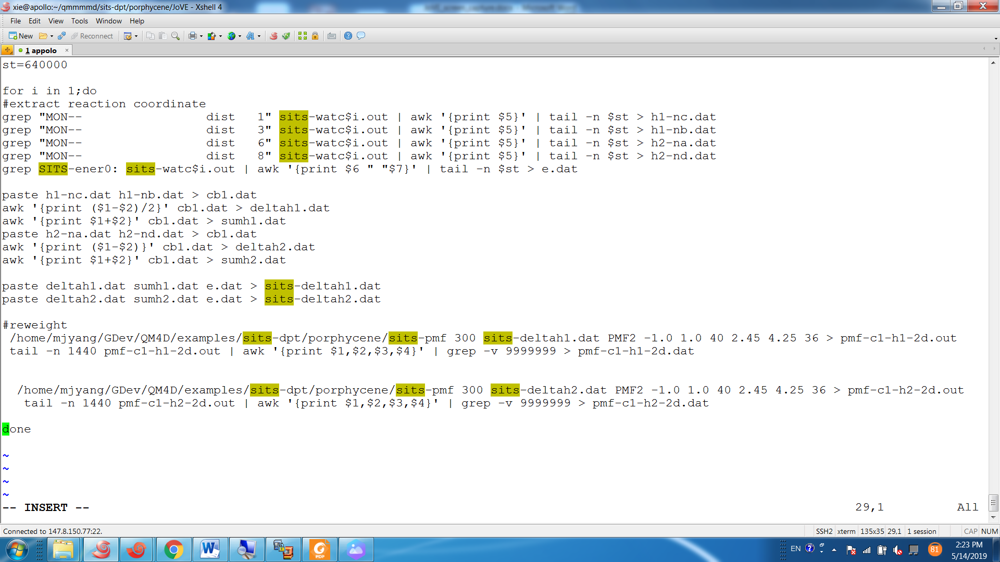 xie@apollo:~/qmmmmd/sits-dpt/porphycene/JoVE - Xshell 4
File Edit View Tools Window Help
New Reconnect
1 appolo
st=640000
for i in 1;do
#extract reaction coordinate
grep "MON--                 dist   1" sits-watc$i.out | awk '{print $5}' | tail -n $st > h1-nc.dat
grep "MON--                 dist   3" sits-watc$i.out | awk '{print $5}' | tail -n $st > h1-nb.dat
grep "MON--                 dist   6" sits-watc$i.out | awk '{print $5}' | tail -n $st > h2-na.dat
grep "MON--                 dist   8" sits-watc$i.out | awk '{print $5}' | tail -n $st > h2-nd.dat
grep SITS-ener0: sits-watc$i.out | awk '{print $6 " "$7}' | tail -n $st > e.dat
paste h1-nc.dat h1-nb.dat > cb1.dat
awk '{print ($1-$2)/2}' cb1.dat > deltah1.dat
awk '{print $1+$2}' cb1.dat > sumh1.dat
paste h2-na.dat h2-nd.dat > cb1.dat
awk '{print ($1-$2)}' cb1.dat > deltah2.dat
awk '{print $1+$2}' cb1.dat > sumh2.dat
paste deltah1.dat sumh1.dat e.dat > sits-deltah1.dat
paste deltah2.dat sumh2.dat e.dat > sits-deltah2.dat
#reweight
/home/mjyang/GDev/QM4D/examples/sits-dpt/porphycene/sits-pmf 300 sits-deltah1.dat PMF2 -1.0 1.0 40 2.45 4.25 36 > pmf-c1-h1-2d.out
tail -n 1440 pmf-c1-h1-2d.out | awk '{print $1,$2,$3,$4}' | grep -v 9999999 > pmf-c1-h1-2d.dat
/home/mjyang/GDev/QM4D/examples/sits-dpt/porphycene/sits-pmf 300 sits-deltah2.dat PMF2 -1.0 1.0 40 2.45 4.25 36 > pmf-c1-h2-2d.out
tail -n 1440 pmf-c1-h2-2d.out | awk '{print $1,$2,$3,$4}' | grep -v 9999999 > pmf-c1-h2-2d.dat
done
~
~
~
~
-- INSERT -- 29,1 All
Connected to 147.8.150.77:22. SSH2 xterm 135x35 29,1 1 session CAP NUM
EN 81 2:23 PM
5/14/2019
PDF